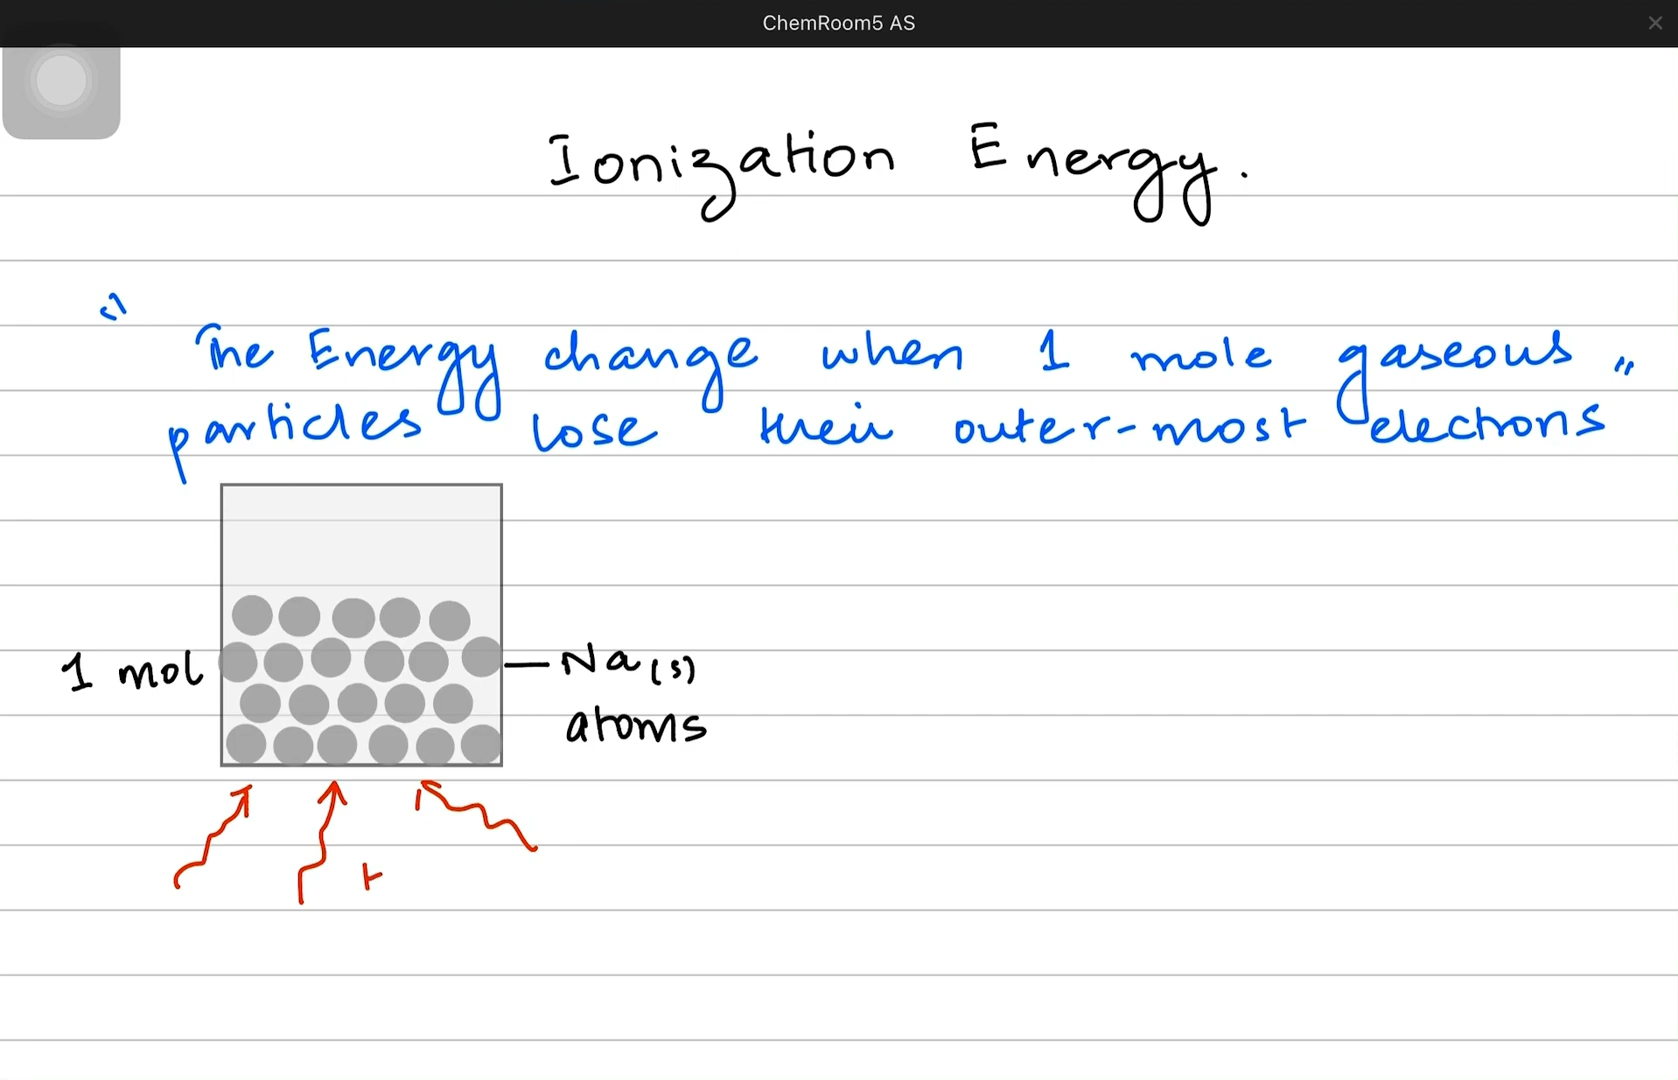 ChemRoom5 AS
Ionization Energy.
"The Energy change when 1 mole gaseous
particles lose their outer-most electrons"
1 mol
Na(s)
atoms